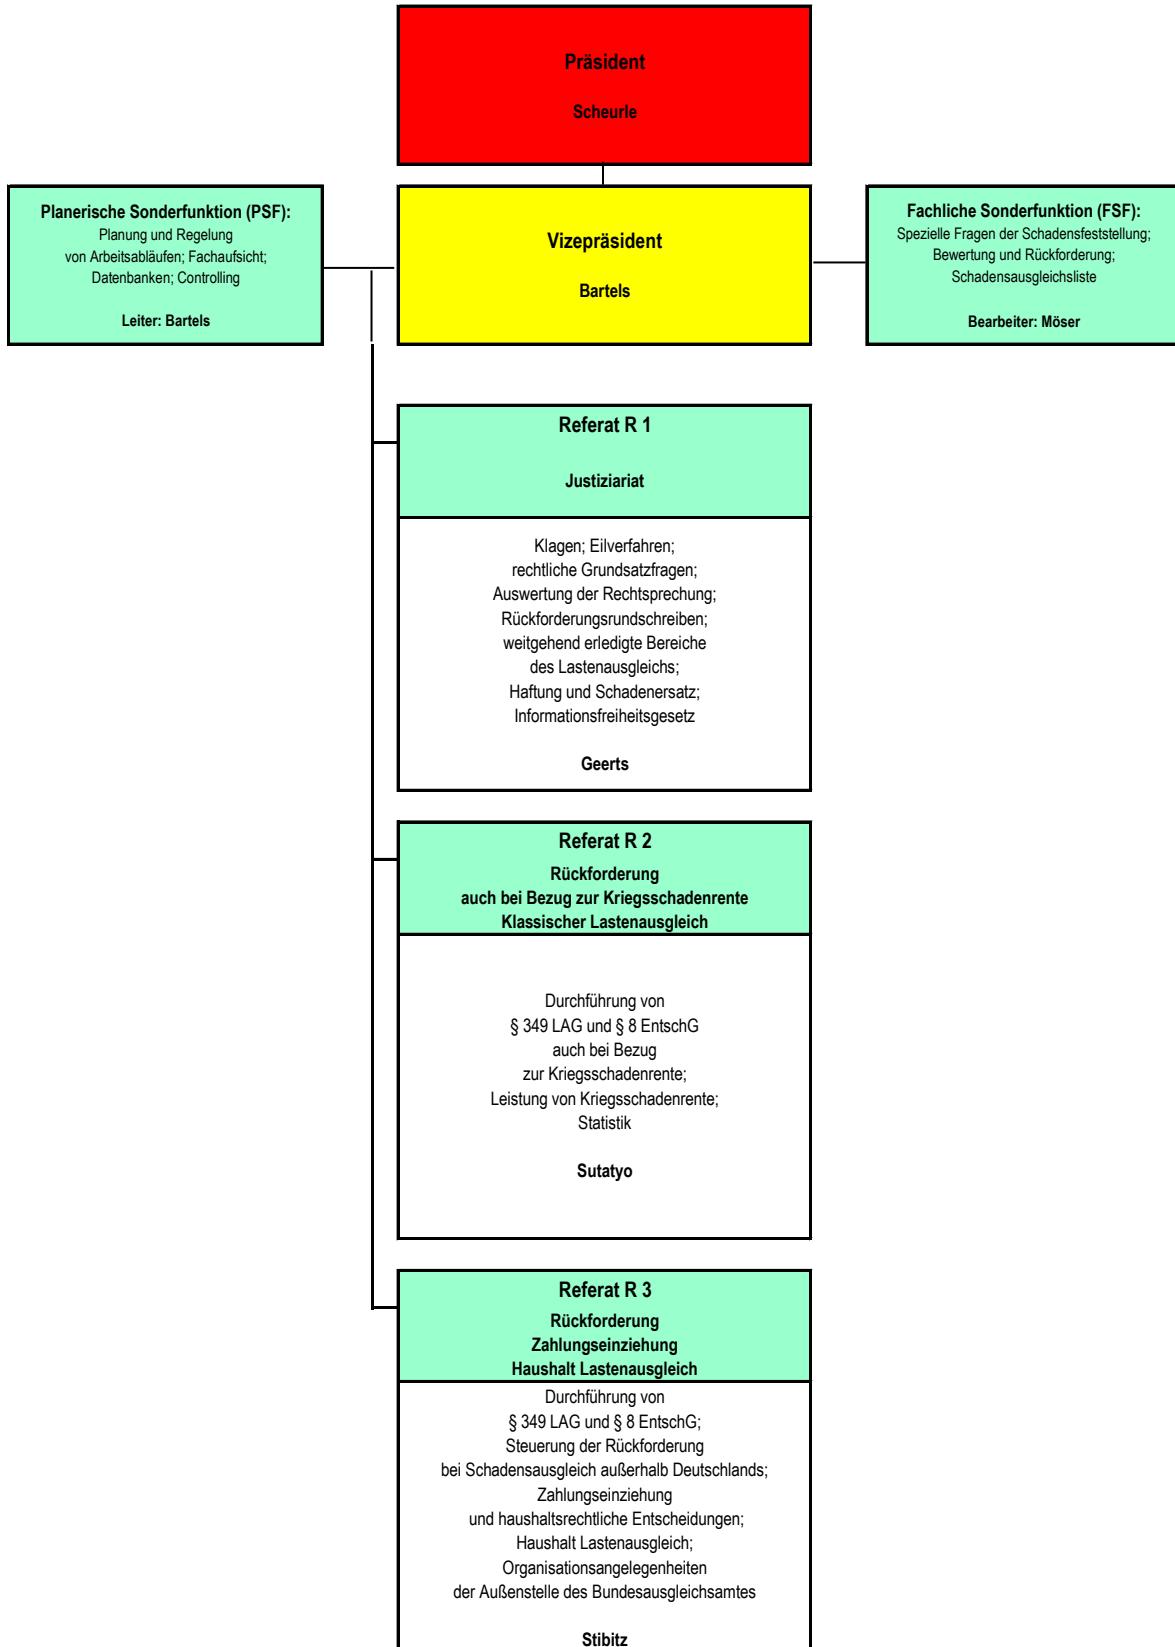 Präsident
Scheurle
Planerische Sonderfunktion (PSF):
Planung und Regelung
von Arbeitsabläufen; Fachaufsicht;
Datenbanken; Controlling
Leiter: Bartels
Vizepräsident
Bartels
Fachliche Sonderfunktion (FSF):
Spezielle Fragen der Schadensfeststellung;
Bewertung und Rückforderung;
Schadensausgleichsliste
Bearbeiter: Möser
Referat R 1
Justiziariat
Klagen; Eilverfahren;
rechtliche Grundsatzfragen;
Auswertung der Rechtsprechung;
Rückforderungsrundschreiben;
weitgehend erledigte Bereiche
des Lastenausgleichs;
Haftung und Schadenersatz;
Informationsfreiheitsgesetz
Geerts
Referat R 2
Rückforderung
auch bei Bezug zur Kriegsschadenrente
Klassischer Lastenausgleich
Durchführung von
§ 349 LAG und § 8 EntschG
auch bei Bezug
zur Kriegsschadenrente;
Leistung von Kriegsschadenrente;
Statistik
Sutatyo
Referat R 3
Rückforderung
Zahlungseinziehung
Haushalt Lastenausgleich
Durchführung von
§ 349 LAG und § 8 EntschG;
Steuerung der Rückforderung
bei Schadensausgleich außerhalb Deutschlands;
Zahlungseinziehung
und haushaltsrechtliche Entscheidungen;
Haushalt Lastenausgleich;
Organisationsangelegenheiten
der Außenstelle des Bundesausgleichsamtes
Stibitz